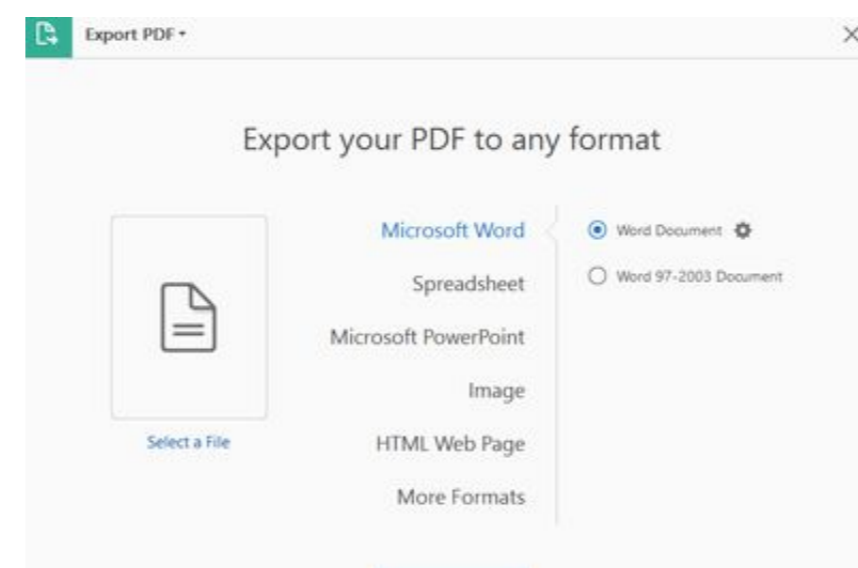 Export PDF
Export your PDF to any format
Microsoft Word
Word Document
Spreadsheet
Word 97-2003 Document
Microsoft PowerPoint
Image
Select a File
HTML Web Page
More Formats